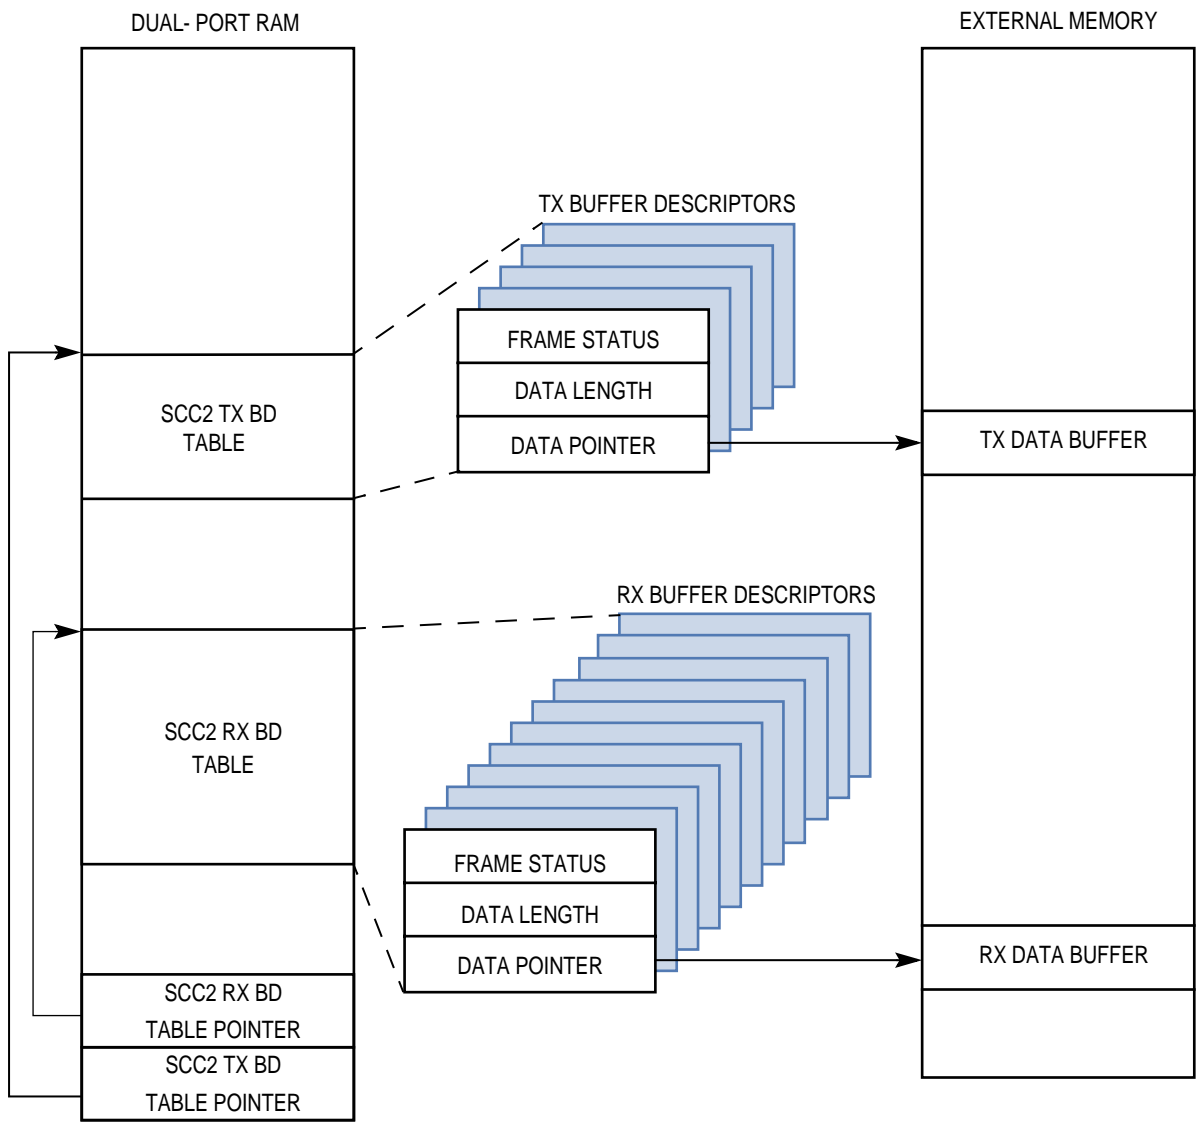 DUAL- PORT RAM
EXTERNAL MEMORY
TX BUFFER DESCRIPTORS
FRAME STATUS
DATA LENGTH
DATA POINTER
SCC2 TX BD
TABLE
TX DATA BUFFER
RX BUFFER DESCRIPTORS
SCC2 RX BD
TABLE
FRAME STATUS
DATA LENGTH
DATA POINTER
RX DATA BUFFER
SCC2 RX BD
TABLE POINTER
SCC2 TX BD
TABLE POINTER